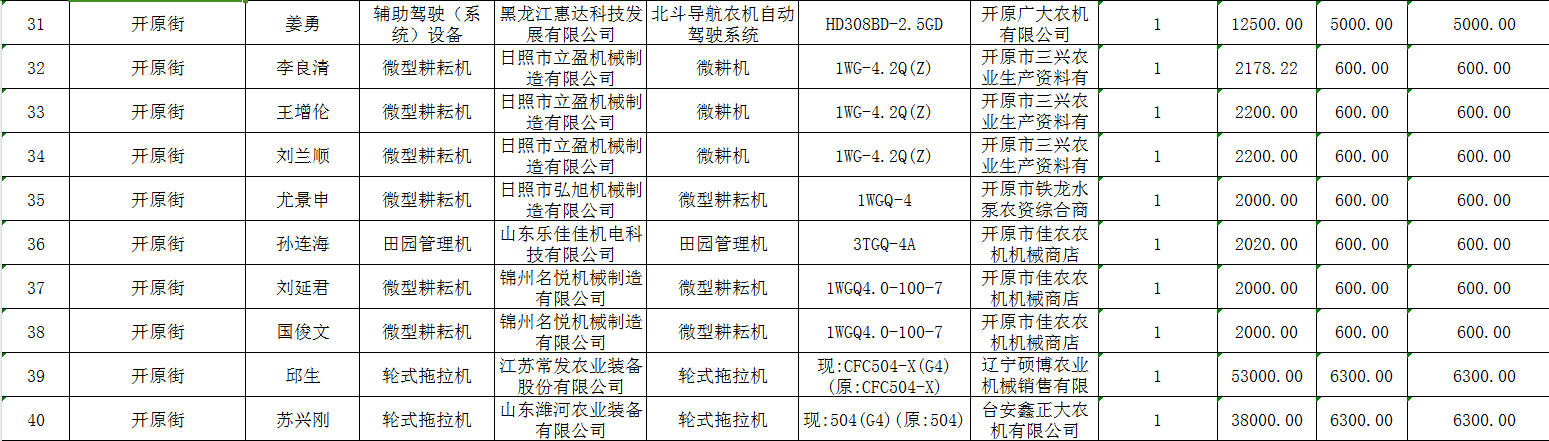 31 开原街 姜勇 辅助驾驶（系统）设备 黑龙江惠达科技发展有限公司 北斗导航农机自动驾驶系统 HD308BD-2.5GD 开原广大农机有限公司 1 12500.00 5000.00 5000.00
32 开原街 李良清 微型耕耘机 日照市立盈机械制造有限公司 微耕机 1WG-4.2Q(Z) 开原市三兴农业生产资料有 1 2178.22 600.00 600.00
33 开原街 王增伦 微型耕耘机 日照市立盈机械制造有限公司 微耕机 1WG-4.2Q(Z) 开原市三兴农业生产资料有 1 2200.00 600.00 600.00
34 开原街 刘兰顺 微型耕耘机 日照市立盈机械制造有限公司 微耕机 1WG-4.2Q(Z) 开原市三兴农业生产资料有 1 2200.00 600.00 600.00
35 开原街 尤景申 微型耕耘机 日照市弘旭机械制造有限公司 微型耕耘机 1WGQ-4 开原市铁龙水泵农资综合商 1 2000.00 600.00 600.00
36 开原街 孙连海 田园管理机 山东乐佳佳机电科技有限公司 田园管理机 3TGQ-4A 开原市佳农农机机械商店 1 2020.00 600.00 600.00
37 开原街 刘延君 微型耕耘机 锦州名悦机械制造有限公司 微型耕耘机 1WGQ4.0-100-7 开原市佳农农机机械商店 1 2000.00 600.00 600.00
38 开原街 国俊文 微型耕耘机 锦州名悦机械制造有限公司 微型耕耘机 1WGQ4.0-100-7 开原市佳农农机机械商店 1 2000.00 600.00 600.00
39 开原街 邱生 轮式拖拉机 江苏常发农业装备股份有限公司 轮式拖拉机 现:CFC504-X(G4)(原:CFC504-X) 辽宁硕博农业机械销售有限 1 53000.00 6300.00 6300.00
40 开原街 苏兴刚 轮式拖拉机 山东潍河农业装备有限公司 轮式拖拉机 现:504(G4)(原:504) 台安鑫正大农机有限公司 1 38000.00 6300.00 6300.00